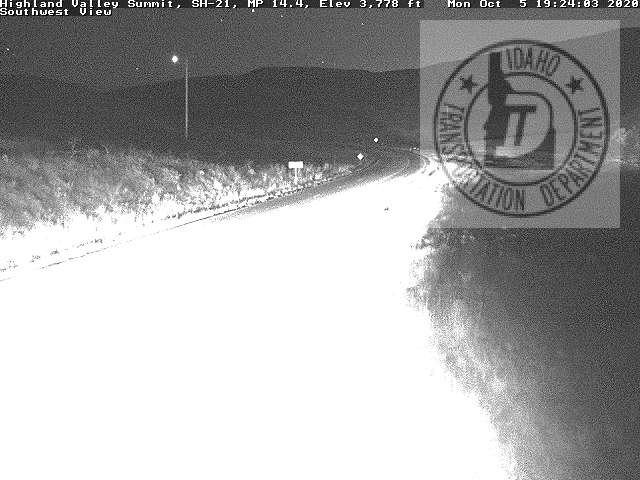 Highland Valley Summit, SH-21, MP 14.4, Elev 3,778 ft Mon Oct 5 19:24:03 2020
Southwest View
IDAHO
TRANSPORTATION DEPARTMENT